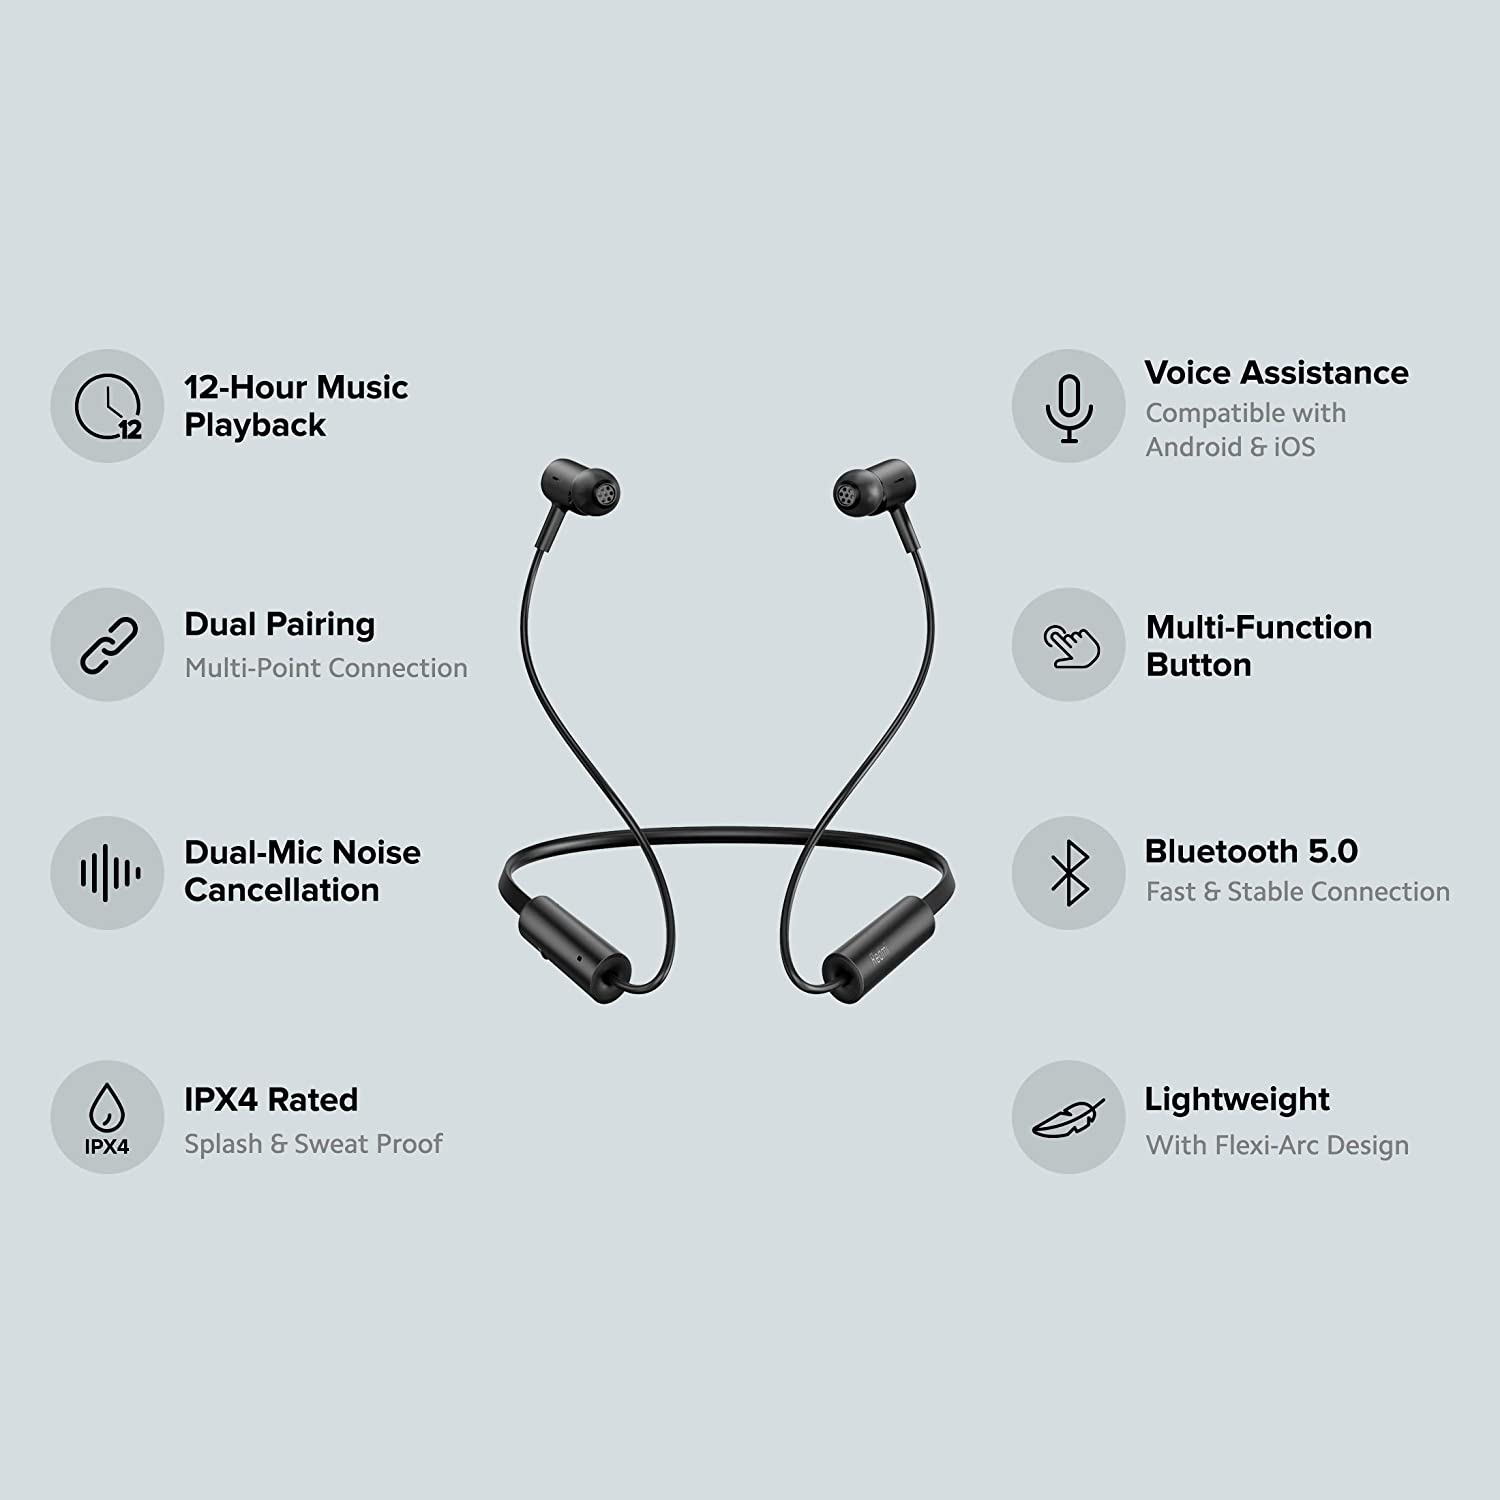 12-Hour Music
Playback
12
Dual Pairing
Multi-Point Connection
Dual-Mic Noise
Cancellation
IPX4 Rated
Splash & Sweat Proof
IPX4
Redmi
Voice Assistance
Compatible with
Android & iOS
Multi-Function
Button
Bluetooth 5.0
Fast & Stable Connection
Lightweight
With Flexi-Arc Design